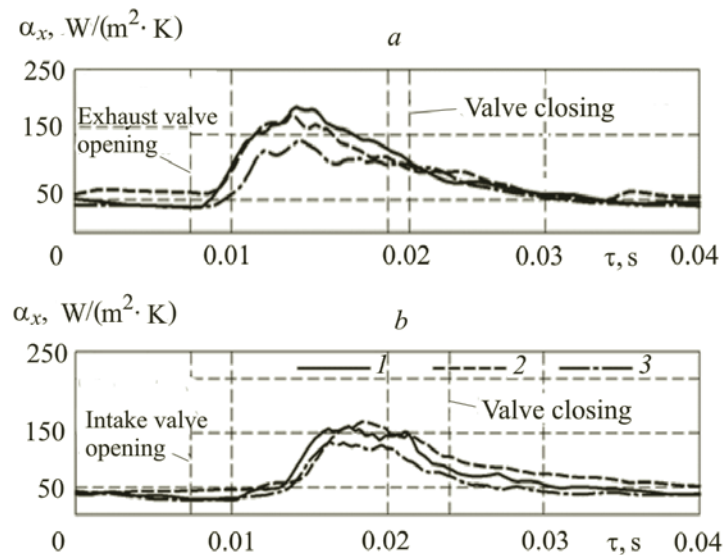 αₓ, W/(m²· K)
a
250
Exhaust valve
opening
Valve closing
150
50
0
0.01
0.02
0.03
τ, s
0.04
αₓ, W/(m²· K)
b
250
1
2
3
Intake valve
opening
Valve closing
150
50
0
0.01
0.02
0.03
τ, s
0.04